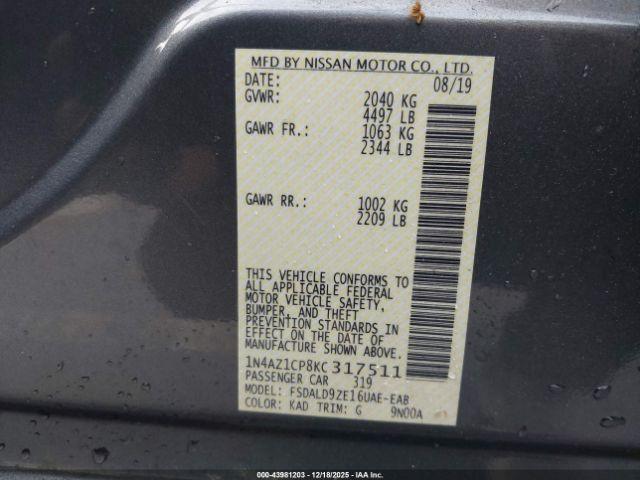 MFD BY NISSAN MOTOR CO., LTD.
DATE: 08/19
GVWR: 2040 KG
4497 LB
GAWR FR.: 1063 KG
2344 LB
GAWR RR.: 1002 KG
2209 LB
THIS VEHICLE CONFORMS TO
ALL APPLICABLE FEDERAL
MOTOR VEHICLE SAFETY,
BUMPER, AND THEFT
PREVENTION STANDARDS IN
EFFECT ON THE DATE OF
MANUFACTURE SHOWN ABOVE.
1N4AZ1CP8KC317511
PASSENGER CAR 319
MODEL: FSDALD9ZE16UAE-EAB
COLOR: KAD TRIM: G 9N00A
000-43981203 - 12/18/2025 - IAAI.COM